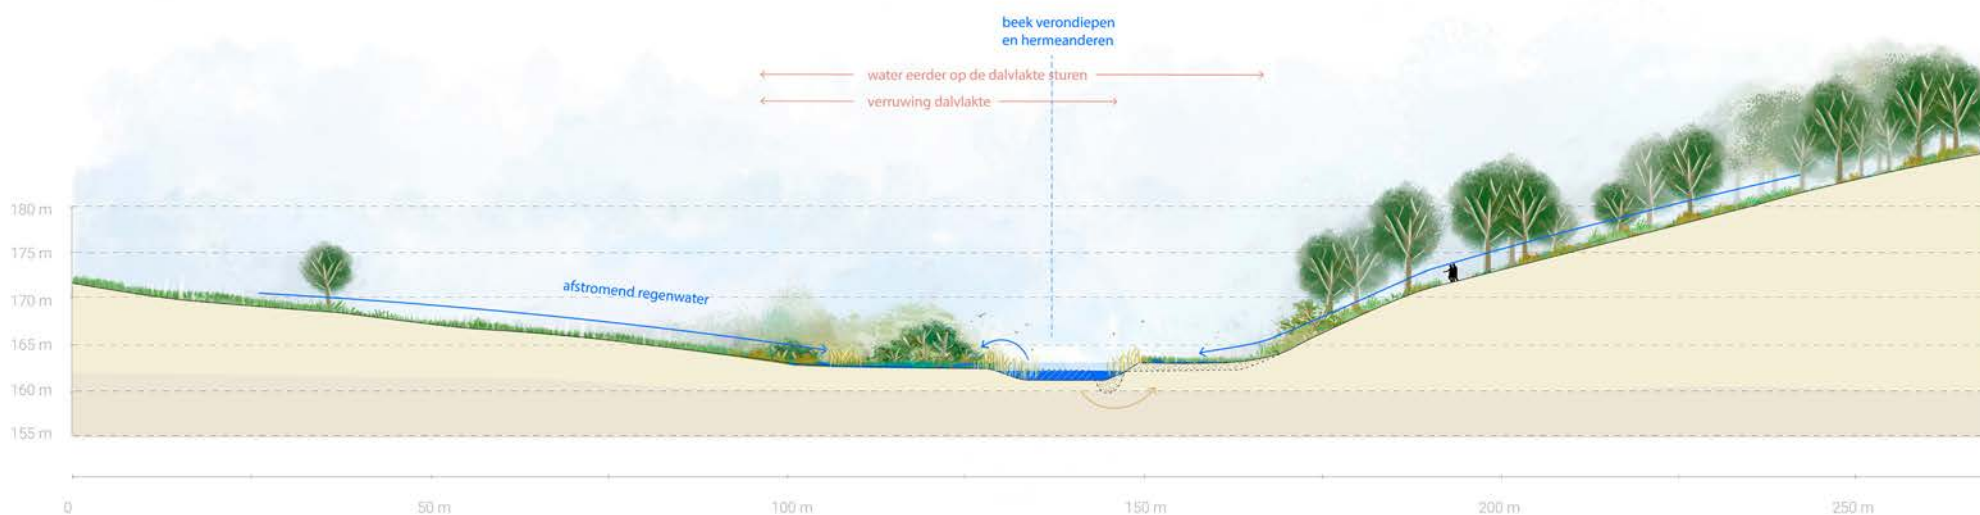 beek verondiepen
en hermeanderen
water eerder op de dalvlakte sturen
verruwing dalvlakte
afstromend regenwater
180 m
175 m
170 m
165 m
160 m
155 m
0
50 m
100 m
150 m
200 m
250 m